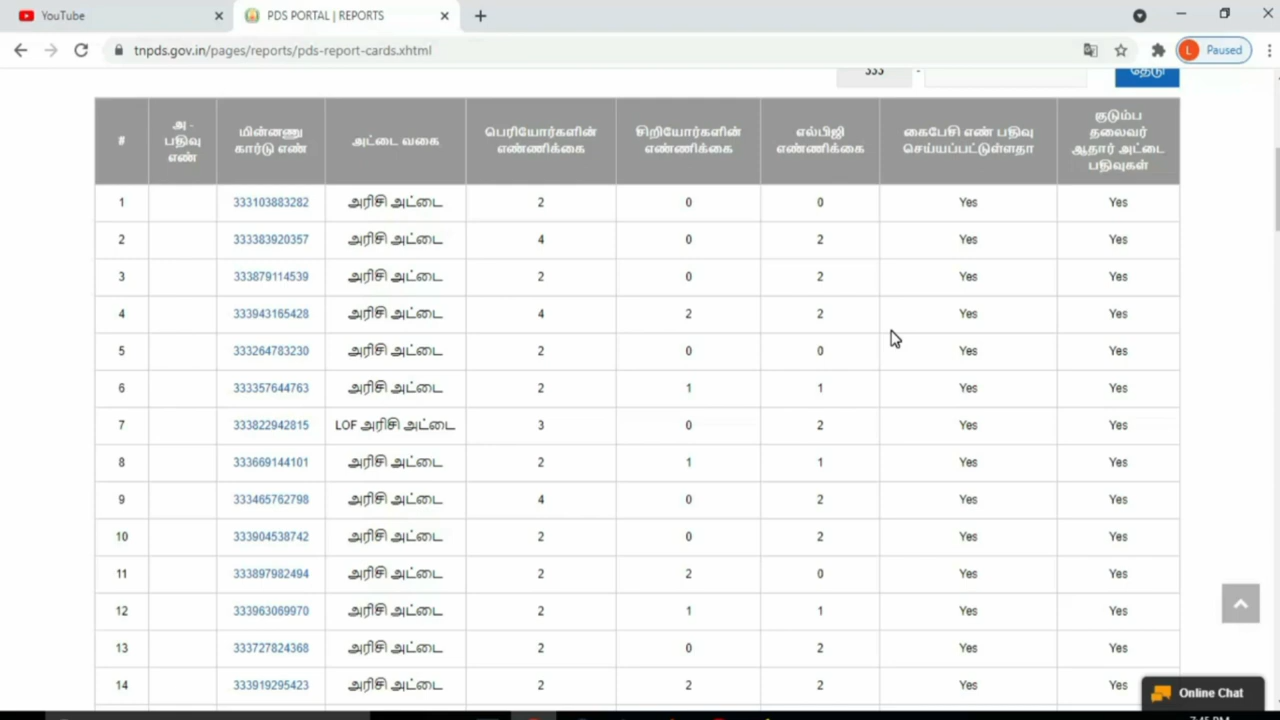 YouTube
PDS PORTAL | REPORTS
tnpds.gov.in/pages/reports/pds-report-cards.xhtml
L Paused
333 - தேடு
# அ - பதிவு எண் மின்னணு கார்டு எண் அட்டை வகை பெரியோர்களின் எண்ணிக்கை சிறியோர்களின் எண்ணிக்கை எல்பிஜி எண்ணிக்கை கைபேசி எண் பதிவு செய்யப்பட்டுள்ளதா குடும்ப தலைவர் ஆதார் அட்டை பதிவுகள்
1 333103883282 அரிசி அட்டை 2 0 0 Yes Yes
2 333383920357 அரிசி அட்டை 4 0 2 Yes Yes
3 333879114539 அரிசி அட்டை 2 0 2 Yes Yes
4 333943165428 அரிசி அட்டை 4 2 2 Yes Yes
5 333264783230 அரிசி அட்டை 2 0 0 Yes Yes
6 333357644763 அரிசி அட்டை 2 1 1 Yes Yes
7 333822942815 LOF அரிசி அட்டை 3 0 2 Yes Yes
8 333669144101 அரிசி அட்டை 2 1 1 Yes Yes
9 333465762798 அரிசி அட்டை 4 0 2 Yes Yes
10 333904538742 அரிசி அட்டை 2 0 2 Yes Yes
11 333897982494 அரிசி அட்டை 2 2 0 Yes Yes
12 333963069970 அரிசி அட்டை 2 1 1 Yes Yes
13 333727824368 அரிசி அட்டை 2 0 2 Yes Yes
14 333919295423 அரிசி அட்டை 2 2 2 Yes Yes
Online Chat
7:45 PM